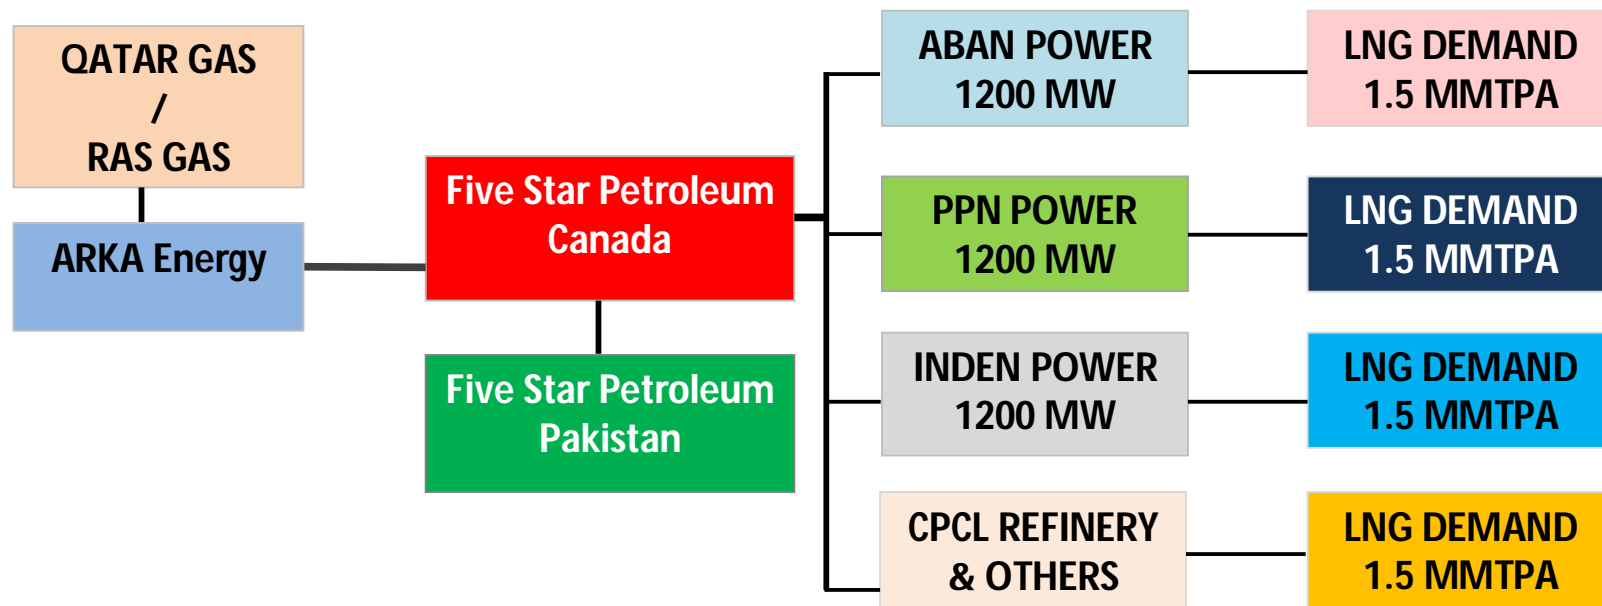 QATAR GAS
/
RAS GAS
ARKA Energy
Five Star Petroleum
Canada
Five Star Petroleum
Pakistan
ABAN POWER
1200 MW
LNG DEMAND
1.5 MMTPA
PPN POWER
1200 MW
LNG DEMAND
1.5 MMTPA
INDEN POWER
1200 MW
LNG DEMAND
1.5 MMTPA
CPCL REFINERY
& OTHERS
LNG DEMAND
1.5 MMTPA